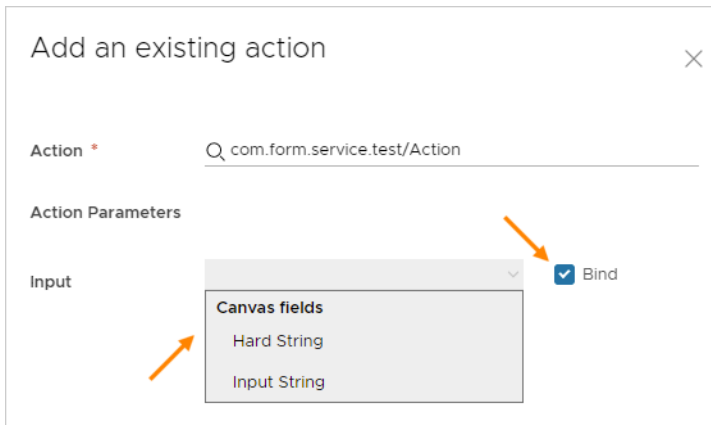 Add an existing action
Action * com.form.service.test/Action
Action Parameters
Input Bind
Canvas fields
Hard String
Input String